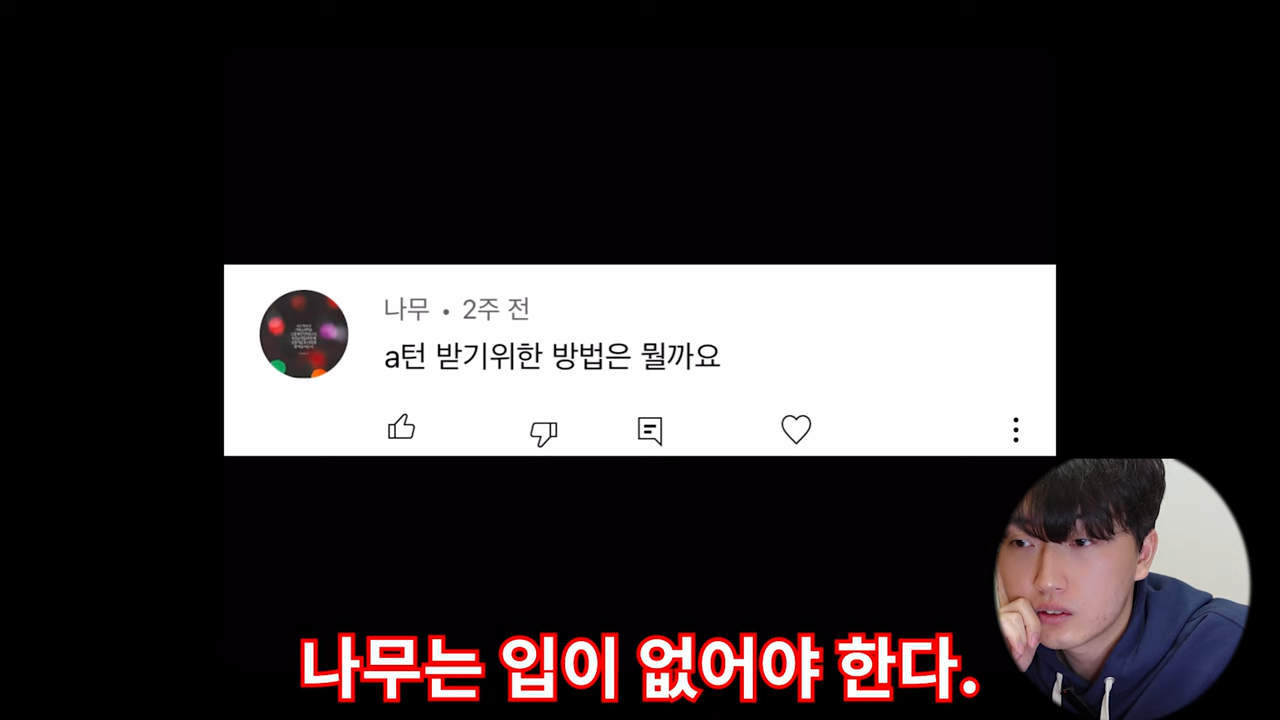 나무 • 2주 전
a턴 받기위한 방법은 뭘까요
나무는 입이 없어야 한다.